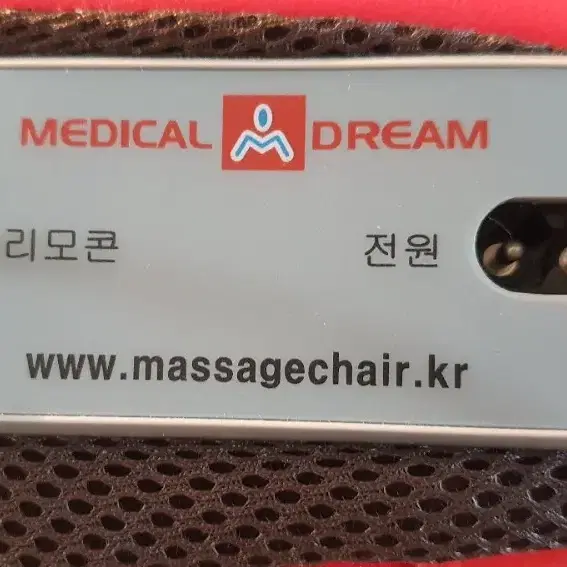 MEDICAL DREAM
리모콘 전원
www.massagechair.kr